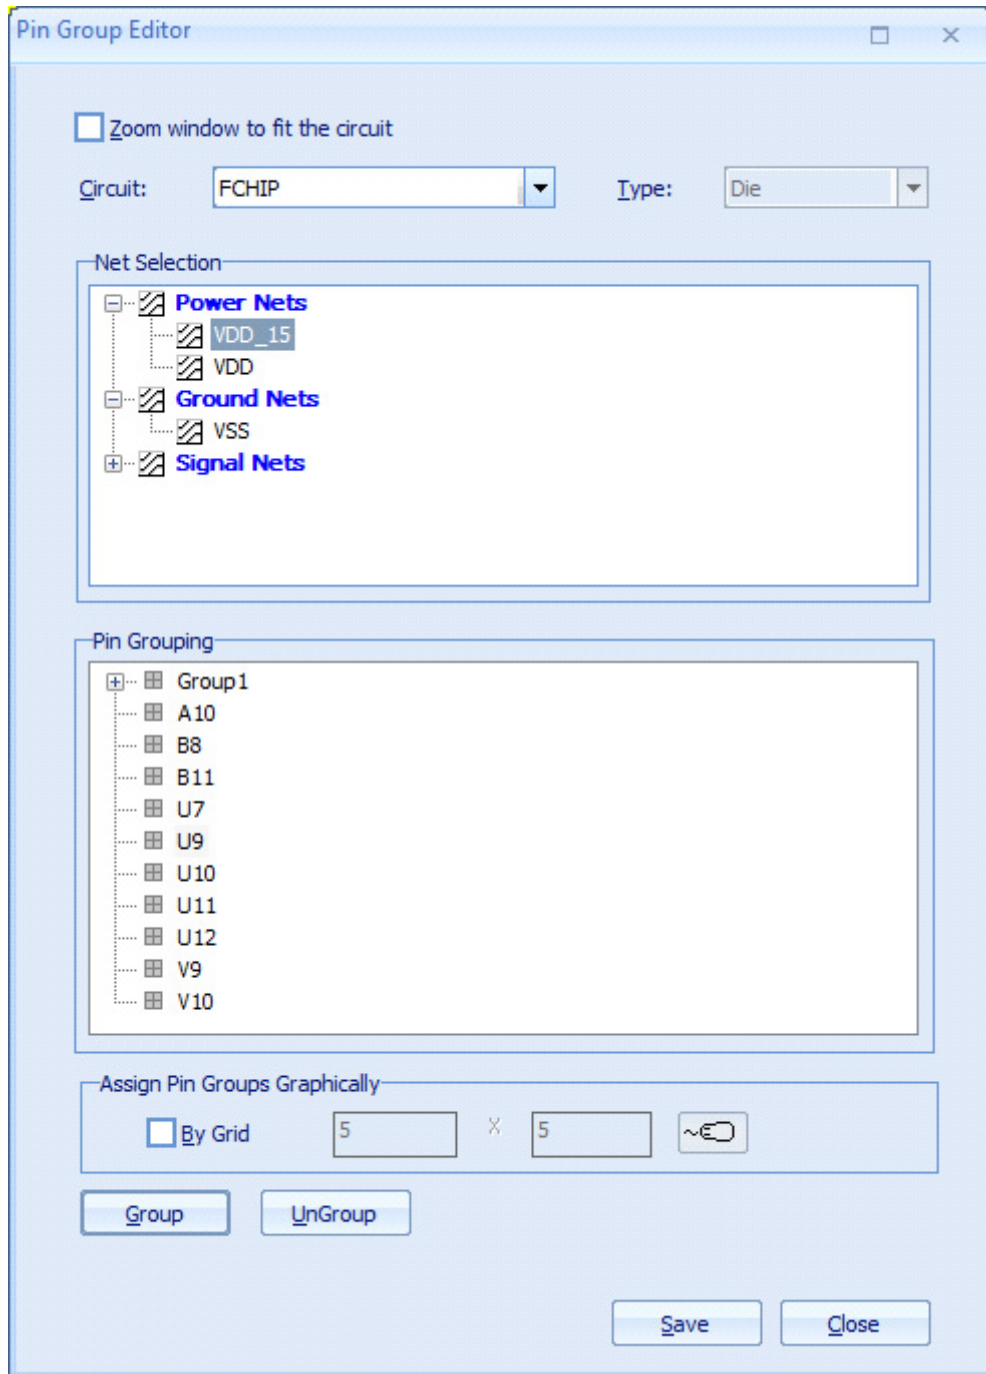 Pin Group Editor
Zoom window to fit the circuit
Circuit: FCHIP Type: Die
Net Selection
Power Nets
VDD_15
VDD
Ground Nets
VSS
Signal Nets
Pin Grouping
Group1
A10
B8
B11
U7
U9
U10
U11
U12
V9
V10
Assign Pin Groups Graphically
By Grid 5 X 5
Group UnGroup
Save Close